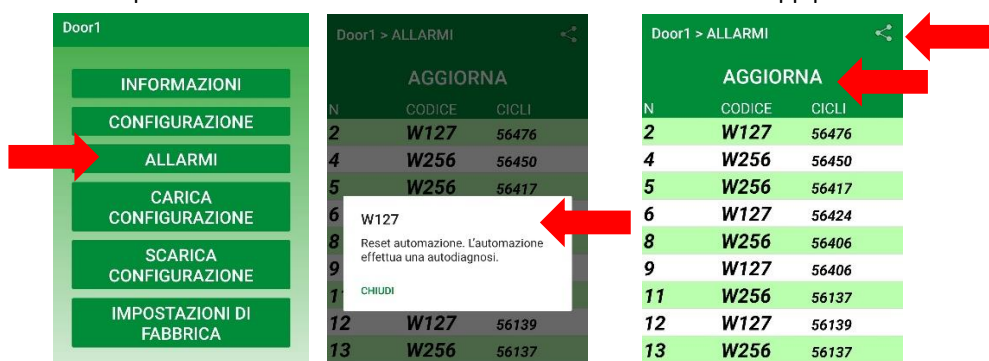 Door1
INFORMAZIONI
CONFIGURAZIONE
ALLARMI
CARICA
CONFIGURAZIONE
SCARICA
CONFIGURAZIONE
IMPOSTAZIONI DI
FABBRICA
Door1 > ALLARMI
AGGIORNA
N CODICE CICLI
2 W127 56476
4 W256 56450
5 W256 56417
6
8
9
W127
Reset automazione. L'automazione
effettua una autodiagnosi.
CHIUDI
12 W127 56139
13 W256 56137
Door1 > ALLARMI
AGGIORNA
N CODICE CICLI
2 W127 56476
4 W256 56450
5 W256 56417
6 W127 56424
8 W256 56406
9 W127 56406
11 W256 56137
12 W127 56139
13 W256 56137